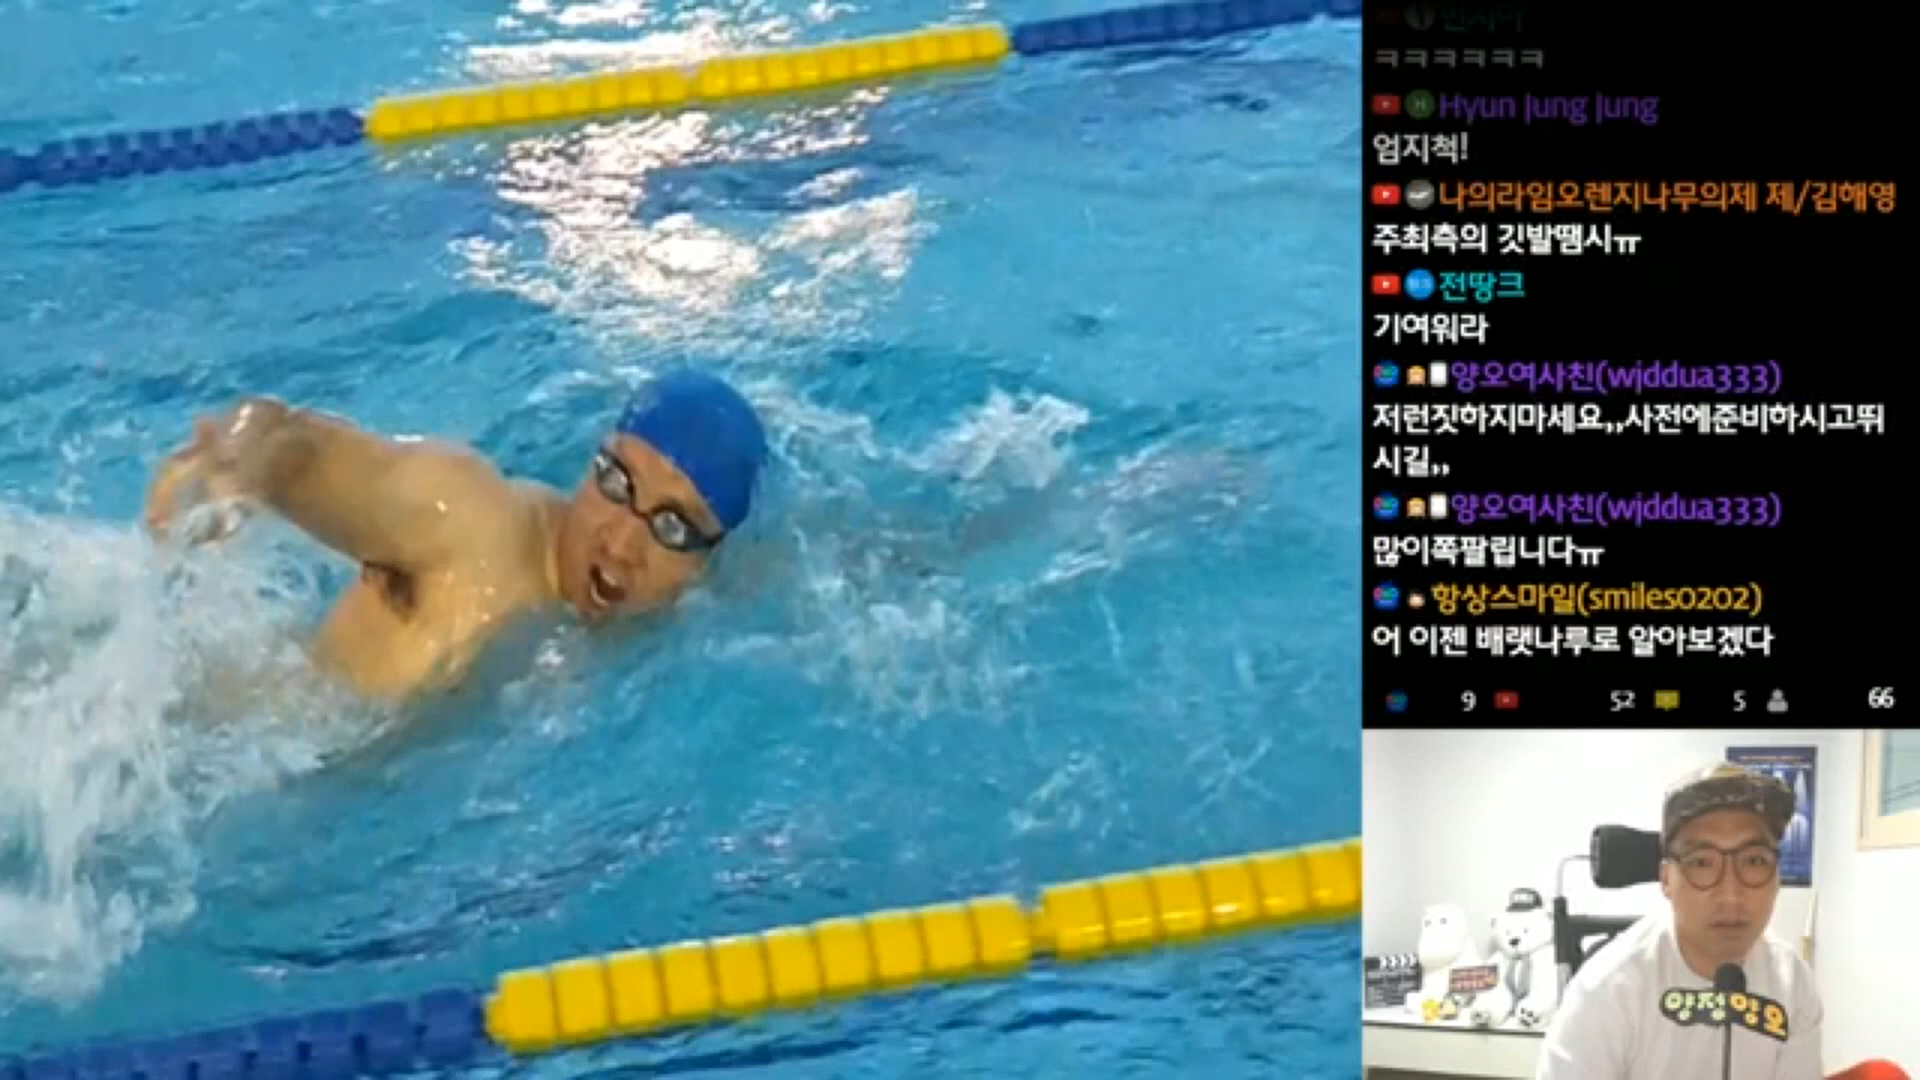 ㅋㅋㅋㅋㅋㅋ
Hyun Jung Jung
엄지척!
나의라임오렌지나무의제 제/김해영
주최측의 깃발땜시ㅠ
전땅크
기여워라
양오여사친(wjddua333)
저런짓하지마세요,,사전에준비하시고뛰
시길,,
양오여사친(wjddua333)
많이쪽팔립니다ㅠ
항상스마일(smiles0202)
어 이젠 배랫나루로 알아보겠다
9 52 5 66
양정양오